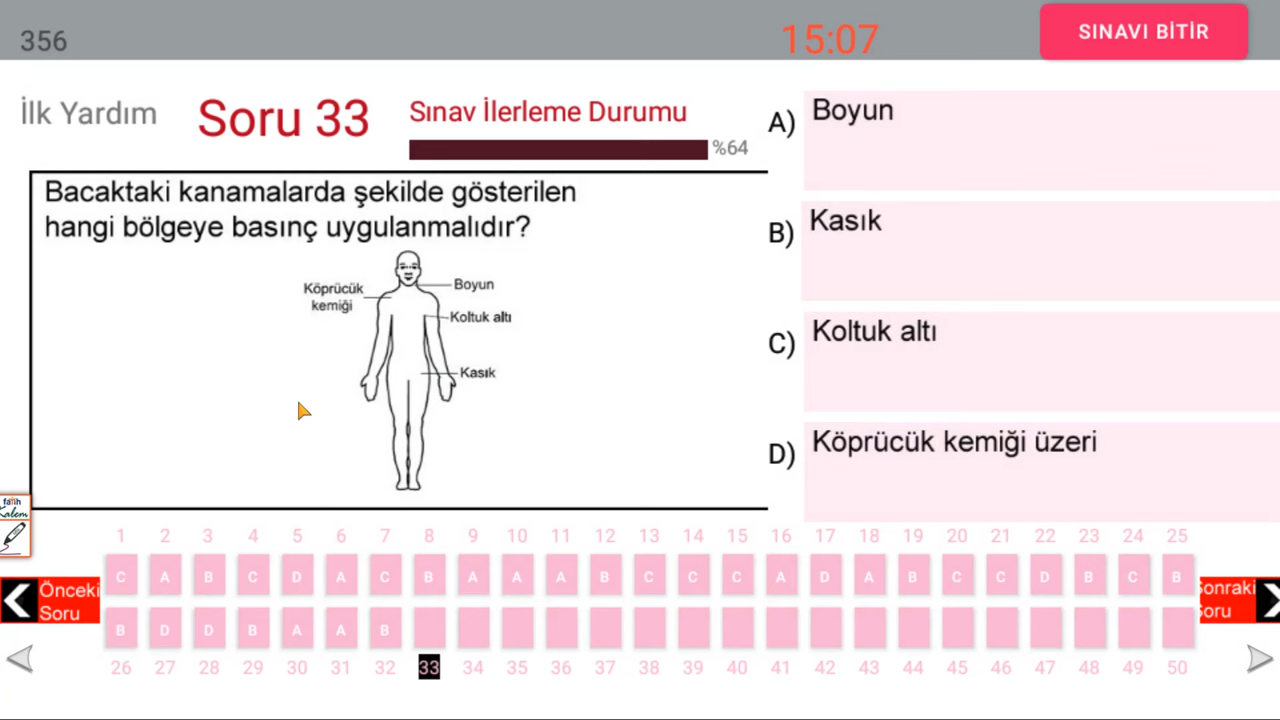 356
15:07
SINAVI BİTİR
İlk Yardım
Soru 33
Sınav İlerleme Durumu
%64
Bacaktaki kanamalarda şekilde gösterilen
hangi bölgeye basınç uygulanmalıdır?
Köprücük
kemiği
Boyun
Koltuk altı
Kasık
A) Boyun
B) Kasık
C) Koltuk altı
D) Köprücük kemiği üzeri
fatih
Kalem
1 2 3 4 5 6 7 8 9 10 11 12 13 14 15 16 17 18 19 20 21 22 23 24 25
C A B C D A C B A A A B C C C A D A B C C D B C B
B D D B A A B
26 27 28 29 30 31 32 33 34 35 36 37 38 39 40 41 42 43 44 45 46 47 48 49 50
Önceki
Soru
Sonraki
Soru